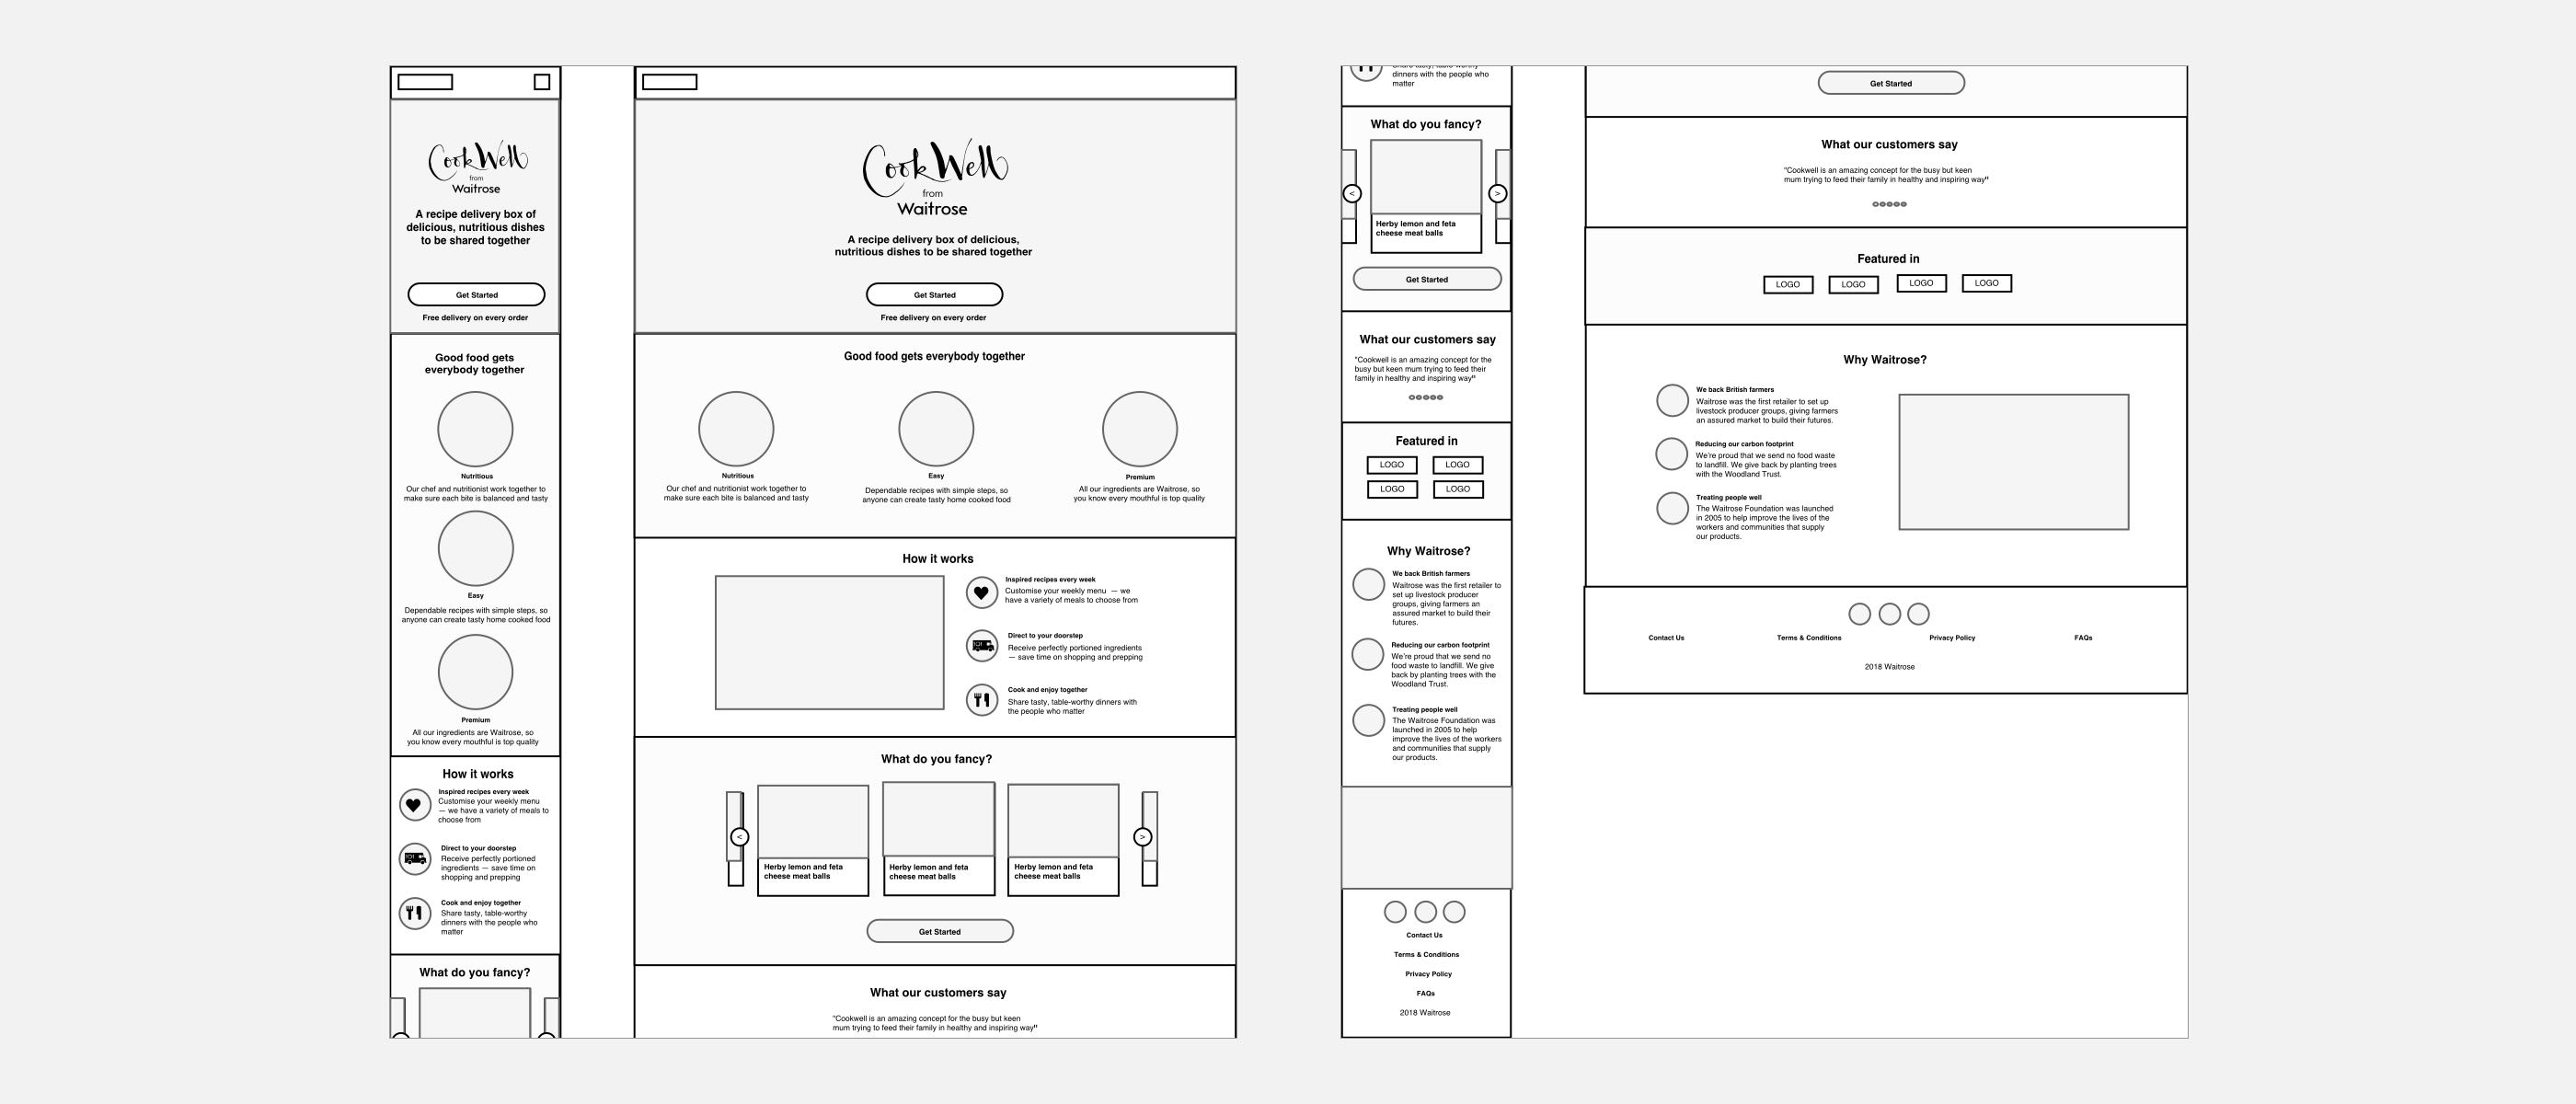 Cook Well
from
Waitrose
A recipe delivery box of
delicious, nutritious dishes
to be shared together
Get Started
Free delivery on every order
Good food gets
everybody together
Nutritious
Our chef and nutritionist work together to
make sure each bite is balanced and tasty
Easy
Dependable recipes with simple steps, so
anyone can create tasty home cooked food
Premium
All our ingredients are Waitrose, so
you know every mouthful is top quality
How it works
Inspired recipes every week
Customise your weekly menu
— we have a variety of meals to
choose from
Direct to your doorstep
Receive perfectly portioned
ingredients — save time on
shopping and prepping
Cook and enjoy together
Share tasty, table-worthy
dinners with the people who
matter
What do you fancy?
Cook Well
from
Waitrose
A recipe delivery box of delicious,
nutritious dishes to be shared together
Get Started
Free delivery on every order
Good food gets everybody together
Nutritious
Our chef and nutritionist work together to
make sure each bite is balanced and tasty
Easy
Dependable recipes with simple steps, so
anyone can create tasty home cooked food
Premium
All our ingredients are Waitrose, so
you know every mouthful is top quality
How it works
Inspired recipes every week
Customise your weekly menu — we
have a variety of meals to choose from
Direct to your doorstep
Receive perfectly portioned ingredients
— save time on shopping and prepping
Cook and enjoy together
Share tasty, table-worthy dinners with
the people who matter
What do you fancy?
<
Herby lemon and feta
cheese meat balls
Herby lemon and feta
cheese meat balls
Herby lemon and feta
cheese meat balls
>
Get Started
What our customers say
"Cookwell is an amazing concept for the busy but keen
mum trying to feed their family in healthy and inspiring way"
Share tasty, table-worthy
dinners with the people who
matter
What do you fancy?
<
>
Herby lemon and feta
cheese meat balls
Get Started
What our customers say
"Cookwell is an amazing concept for the
busy but keen mum trying to feed their
family in healthy and inspiring way"
Featured in
LOGO LOGO
LOGO LOGO
Why Waitrose?
We back British farmers
Waitrose was the first retailer to
set up livestock producer
groups, giving farmers an
assured market to build their
futures.
Reducing our carbon footprint
We're proud that we send no
food waste to landfill. We give
back by planting trees with the
Woodland Trust.
Treating people well
The Waitrose Foundation was
launched in 2005 to help
improve the lives of the workers
and communities that supply
our products.
Contact Us
Terms & Conditions
Privacy Policy
FAQs
2018 Waitrose
Get Started
What our customers say
"Cookwell is an amazing concept for the busy but keen
mum trying to feed their family in healthy and inspiring way"
Featured in
LOGO LOGO LOGO LOGO
Why Waitrose?
We back British farmers
Waitrose was the first retailer to set up
livestock producer groups, giving farmers
an assured market to build their futures.
Reducing our carbon footprint
We're proud that we send no food waste
to landfill. We give back by planting trees
with the Woodland Trust.
Treating people well
The Waitrose Foundation was launched
in 2005 to help improve the lives of the
workers and communities that supply
our products.
Contact Us Terms & Conditions Privacy Policy FAQs
2018 Waitrose